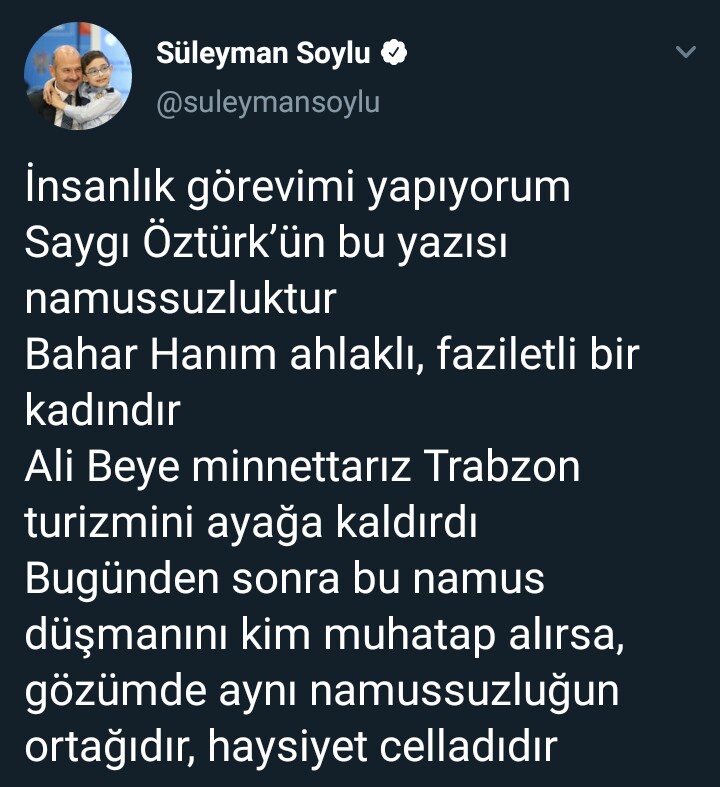 Süleyman Soylu
@suleymansoylu
İnsanlık görevimi yapıyorum
Saygı Öztürk’ün bu yazısı
namussuzluktur
Bahar Hanım ahlaklı, faziletli bir
kadındır
Ali Beye minnettarız Trabzon
turizmini ayağa kaldırdı
Bugünden sonra bu namus
düşmanını kim muhatap alırsa,
gözümde aynı namussuzluğun
ortağıdır, haysiyet celladıdır